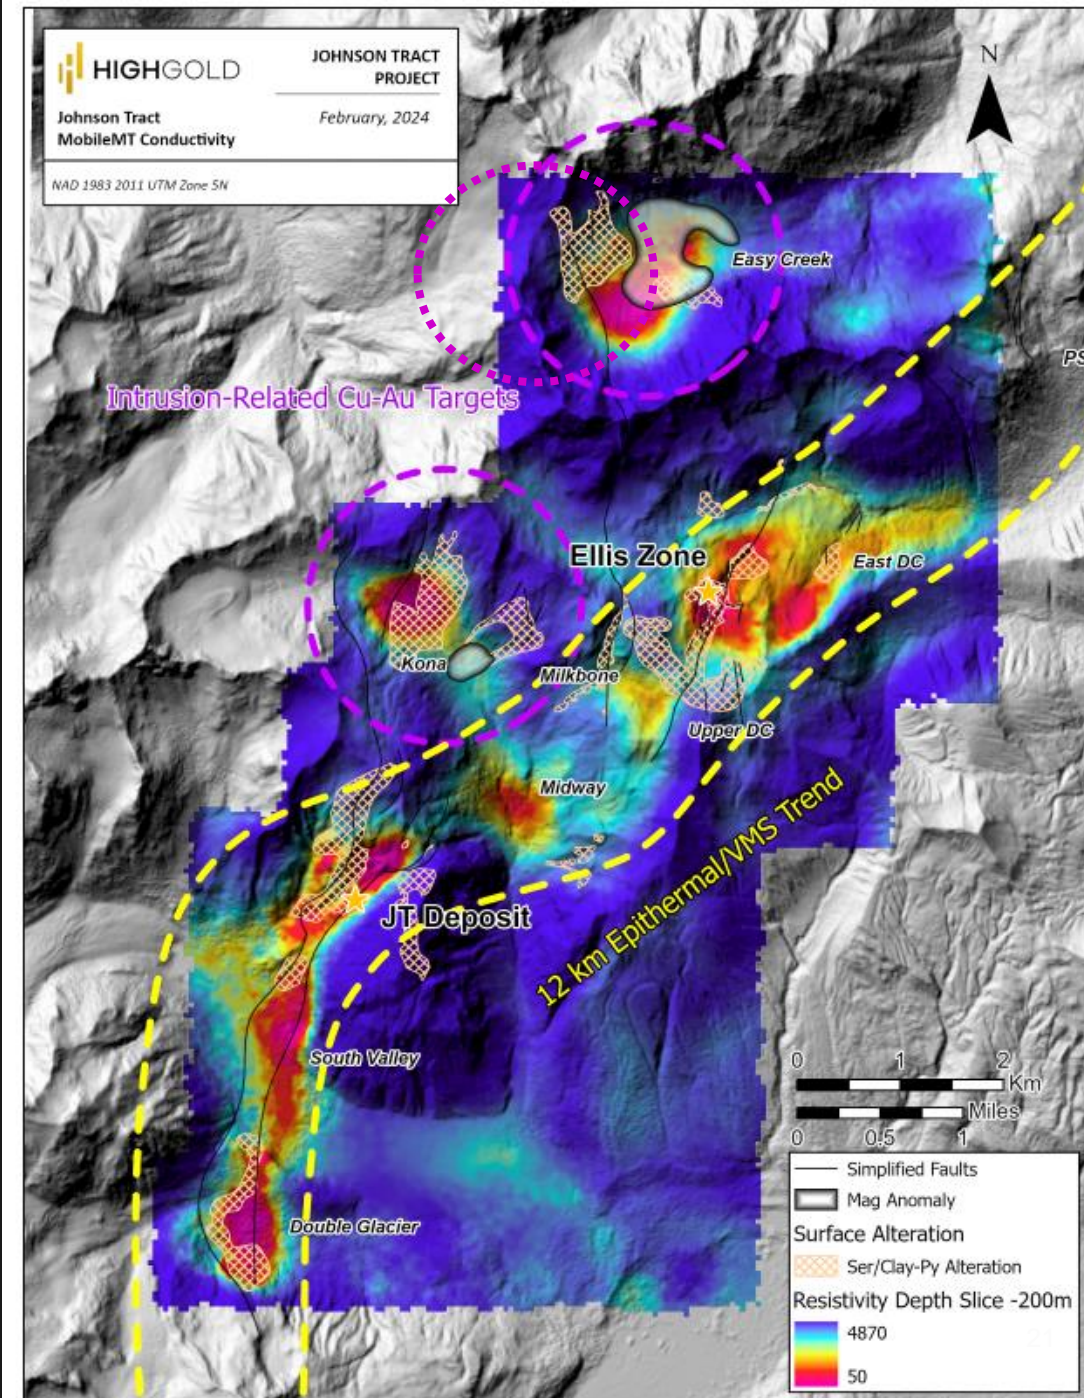 HIGHGOLD
JOHNSON TRACT
PROJECT
Johnson Tract
MobileMT Conductivity
February, 2024
NAD 1983 2011 UTM Zone 5N
N
Easy Creek
PS
Intrusion-Related Cu-Au Targets
Ellis Zone
East DC
Kona
Milkbone
Upper DC
Midway
JT Deposit
12 km Epithermal/VMS Trend
South Valley
Double Glacier
0 1 2
Km
Miles
0 0.5 1
Simplified Faults
Mag Anomaly
Surface Alteration
Ser/Clay-Py Alteration
Resistivity Depth Slice -200m
4870
50